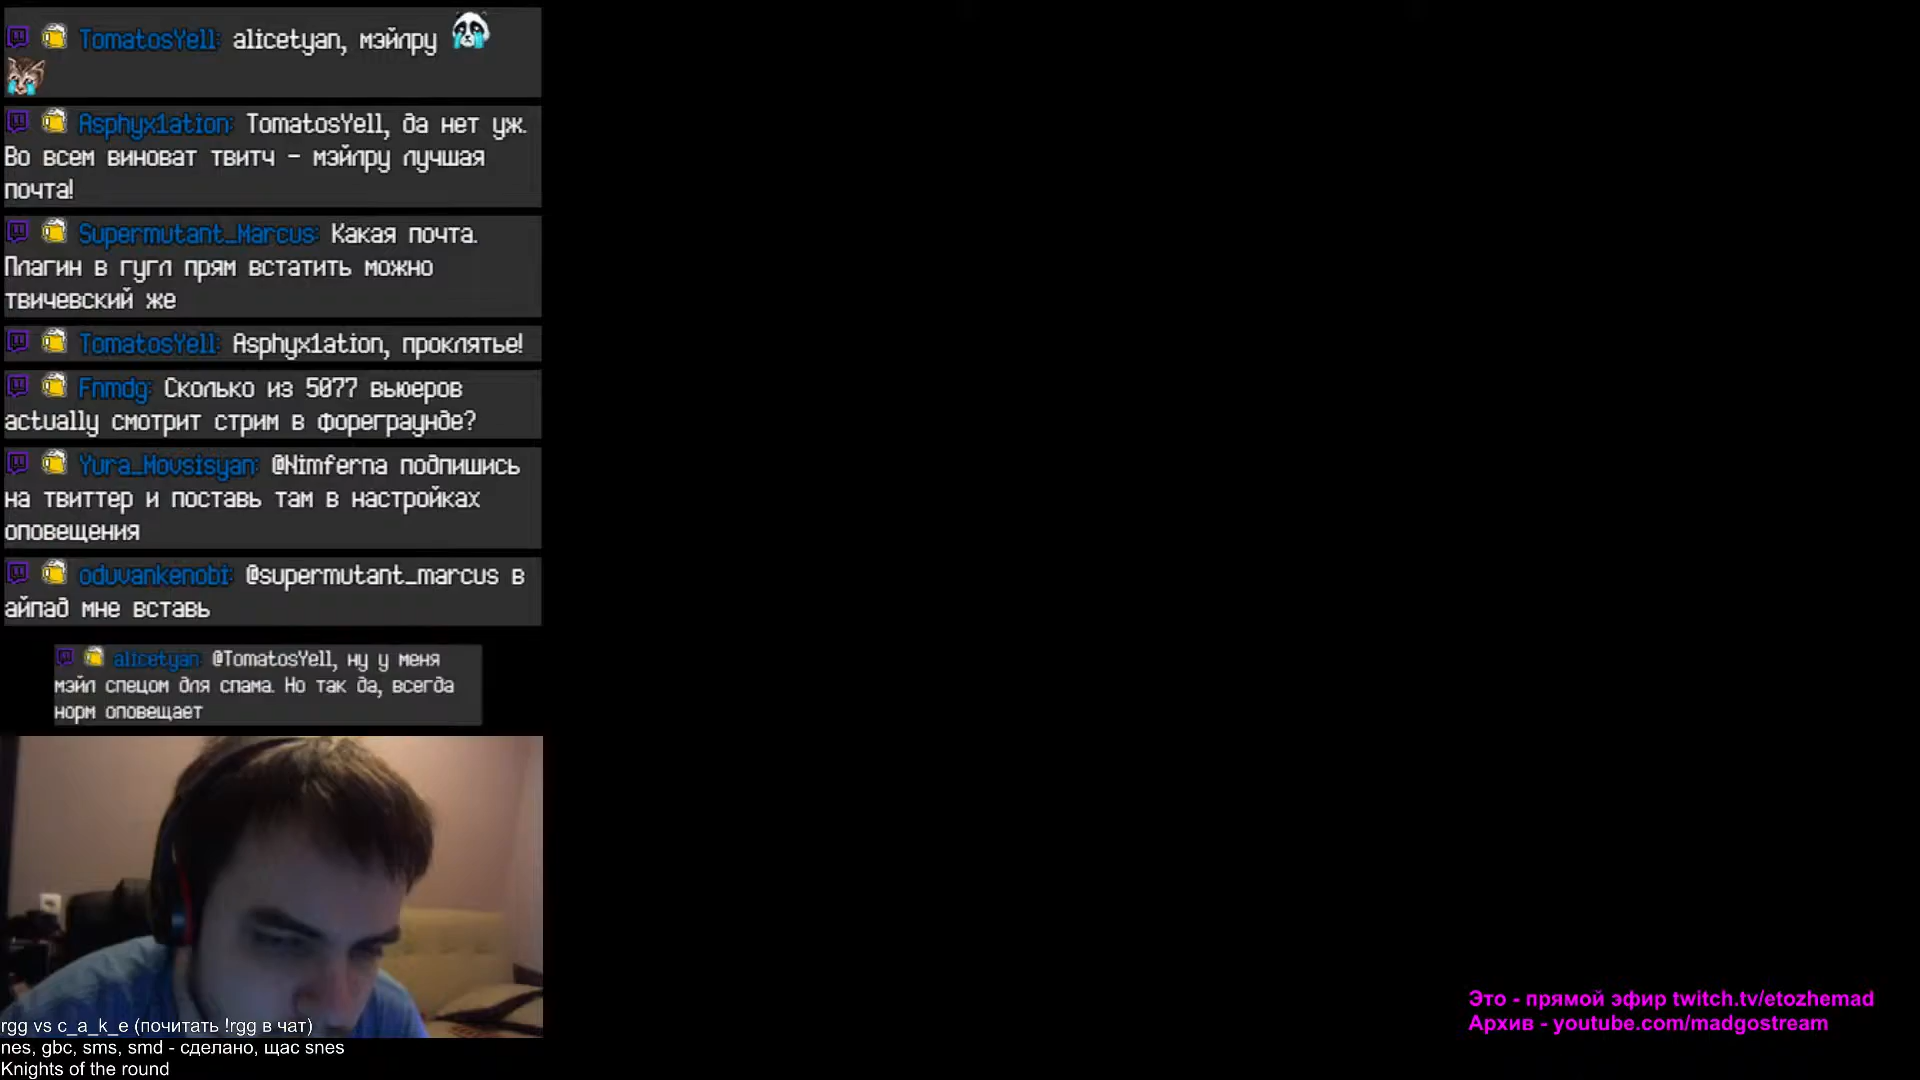 TomatosYell: alicetyan, мэйлру
Asphyx1ation: TomatosYell, да нет уж.
Во всем виноват твитч - мэйлру лучшая
почта!
Supermutant_Marcus: Какая почта.
Плагин в гугл прям встатить можно
твичевский же
TomatosYell: Asphyx1ation, проклятье!
Fnmdg: Сколько из 5077 вьюеров
actually смотрит стрим в фореграунде?
Yura_Movsisyan: @Nimferna подпишись
на твиттер и поставь там в настройках
оповещения
oduvankenobi: @supermutant_marcus в
айпад мне вставь
alicetyan: @TomatosYell, ну у меня
мэйл спецом для спама. Но так да, всегда
норм оповещает
rgg vs c_a_k_e (почитать !rgg в чат)
nes, gbc, sms, smd - сделано, щас snes
Knights of the round
Это - прямой эфир twitch.tv/etozhemad
Архив - youtube.com/madgostream